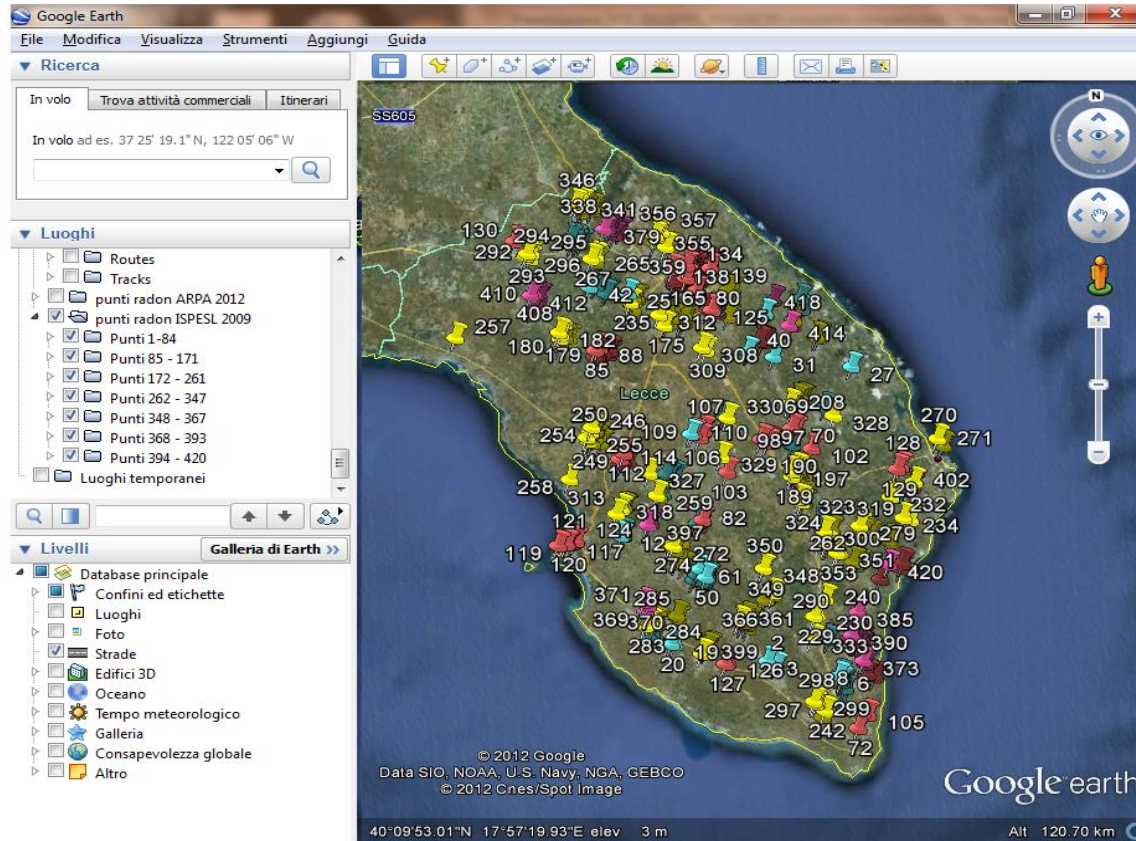 Google Earth
File Modifica Visualizza Strumenti Aggiungi Guida
Ricerca
In volo Trova attività commerciali Itinerari
In volo ad es. 37 25' 19.1" N, 122 05' 06" W
Luoghi
Routes
Tracks
punti radon ARPA 2012
punti radon ISPESL 2009
Punti 1-84
Punti 85 - 171
Punti 172 - 261
Punti 262 - 347
Punti 348 - 367
Punti 368 - 393
Punti 394 - 420
Luoghi temporanei
Livelli Galleria di Earth >>
Database principale
Confini ed etichette
Luoghi
Foto
Strade
Edifici 3D
Oceano
Tempo meteorologico
Galleria
Consapevolezza globale
Altro
SS605
N
346
338 341 356 357
130 294 295 379 355 134
292 296 265 359 138 139
293 267 42 25 165 80 418
410 412 235 312 125 414
408
257 182 175 40
180 179 88 308 31 27
85 309
Lecce
250 246 107 330 69 208 328 270
254 255 109 110 98 97 70 128 271
249 112 114 106 329 190 102 402
258 313 327 103 197 129
318 259 189 323 319 232
121 124 82 324 234
119 117 12 397 262 300 279
120 274 272 350 351 420
61 348 353
371 285 50 349 290 240
369 370 366 361 230 385
284 229 333 390
283 19 399 2 373
20 127 126 3 298 8 6
297 299 105
242 72
© 2012 Google
Data SIO, NOAA, U.S. Navy, NGA, GEBCO
© 2012 Cnes/Spot Image
Google earth
40°09'53.01"N 17°57'19.93"E elev 3 m Alt 120.70 km